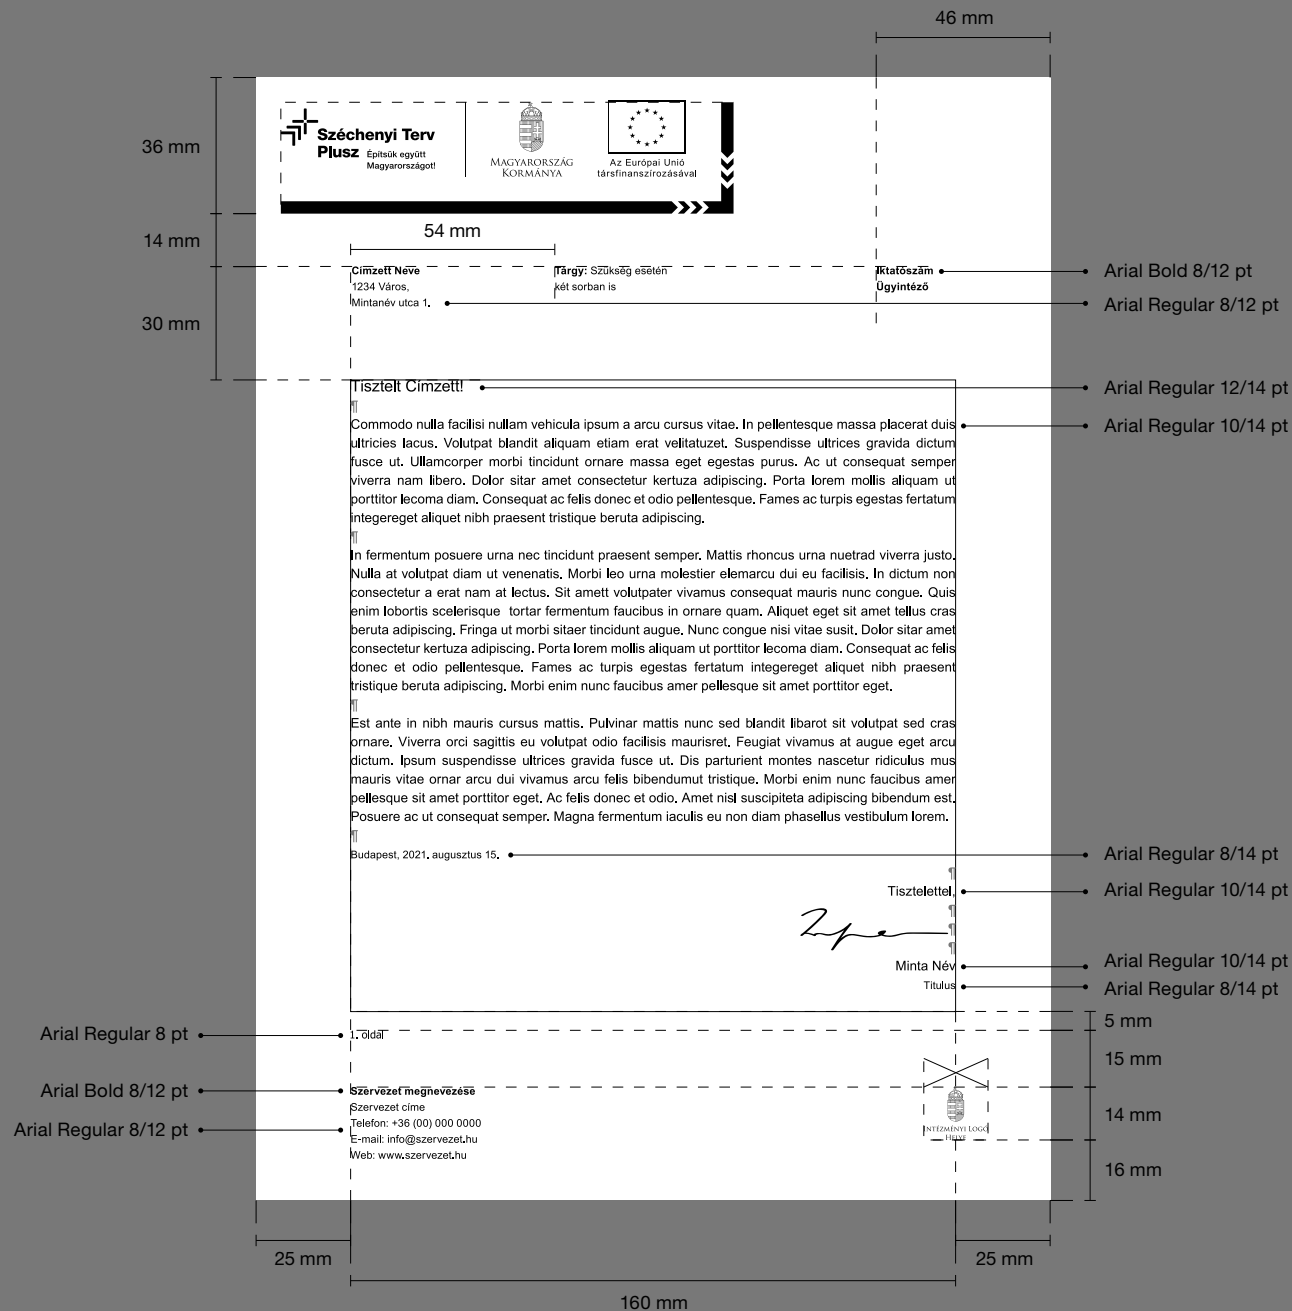 46 mm
36 mm
Széchenyi Terv
Plusz Építsük együtt
Magyarországot!
MAGYARORSZÁG
KORMÁNYA
Az Európai Unió
társfinanszírozásával
14 mm
54 mm
Címzett Neve
1234 Város,
Mintanév utca 1.
Tárgy: Szükség esetén
két sorban is
Iktatószám
Ügyintéző
Arial Bold 8/12 pt
Arial Regular 8/12 pt
30 mm
Tisztelt Címzett!
Arial Regular 12/14 pt
¶
Commodo nulla facilisi nullam vehicula ipsum a arcu cursus vitae. In pellentesque massa placerat duis
Arial Regular 10/14 pt
ultricies lacus. Volutpat blandit aliquam etiam erat velitatuzet. Suspendisse ultrices gravida dictum
fusce ut. Ullamcorper morbi tincidunt ornare massa eget egestas purus. Ac ut consequat semper
viverra nam libero. Dolor sitar amet consectetur kertuza adipiscing. Porta lorem mollis aliquam ut
porttitor lecoma diam. Consequat ac felis donec et odio pellentesque. Fames ac turpis egestas fertatum
integereget aliquet nibh praesent tristique beruta adipiscing.
¶
In fermentum posuere urna nec tincidunt praesent semper. Mattis rhoncus urna nuetrad viverra justo.
Nulla at volutpat diam ut venenatis. Morbi leo urna molestier elemarcu dui eu facilisis. In dictum non
consectetur a erat nam at lectus. Sit amett volutpater vivamus consequat mauris nunc congue. Quis
enim lobortis scelerisque tortar fermentum faucibus in ornare quam. Aliquet eget sit amet tellus cras
beruta adipiscing. Fringa ut morbi sitaer tincidunt augue. Nunc congue nisi vitae susit. Dolor sitar amet
consectetur kertuza adipiscing. Porta lorem mollis aliquam ut porttitor lecoma diam. Consequat ac felis
donec et odio pellentesque. Fames ac turpis egestas fertatum integereget aliquet nibh praesent
tristique beruta adipiscing. Morbi enim nunc faucibus amer pellesque sit amet porttitor eget.
¶
Est ante in nibh mauris cursus mattis. Pulvinar mattis nunc sed blandit libarot sit volutpat sed cras
ornare. Viverra orci sagittis eu volutpat odio facilisis maurisret. Feugiat vivamus at augue eget arcu
dictum. Ipsum suspendisse ultrices gravida fusce ut. Dis parturient montes nascetur ridiculus mus
mauris vitae ornar arcu dui vivamus arcu felis bibendumut tristique. Morbi enim nunc faucibus amer
pellesque sit amet porttitor eget. Ac felis donec et odio. Amet nisl suscipiteta adipiscing bibendum est.
Posuere ac ut consequat semper. Magna fermentum iaculis eu non diam phasellus vestibulum lorem.
¶
Budapest, 2021. augusztus 15.
Arial Regular 8/14 pt
¶
Tisztelettel,
Arial Regular 10/14 pt
¶
¶
¶
Minta Név
Arial Regular 10/14 pt
Titulus
Arial Regular 8/14 pt
5 mm
Arial Regular 8 pt
1. oldal
15 mm
Arial Bold 8/12 pt
Szervezet megnevezése
Szervezet címe
14 mm
Arial Regular 8/12 pt
Telefon: +36 (00) 000 0000
E-mail: info@szervezet.hu
Web: www.szervezet.hu
INTÉZMÉNYI LOGÓ
HELYE
16 mm
25 mm
25 mm
160 mm